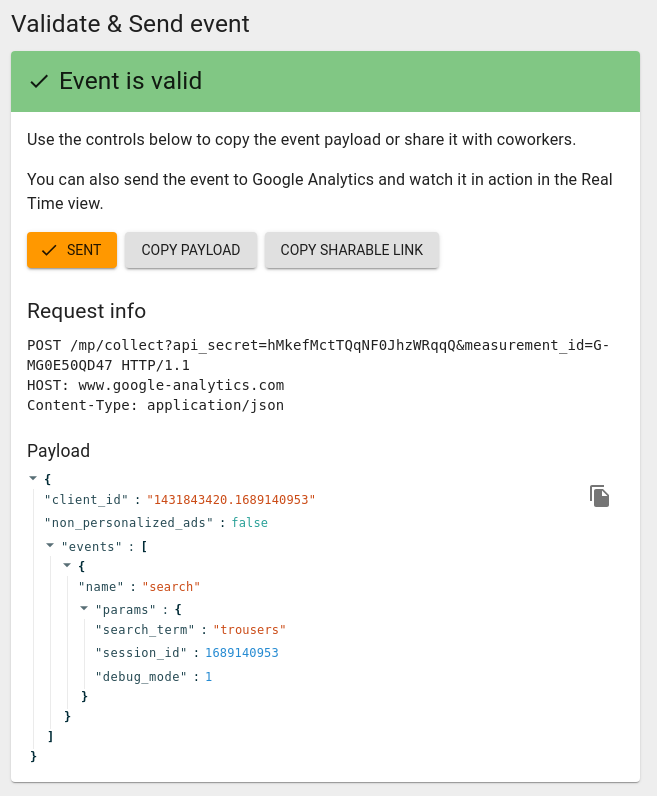 Validate & Send event
Event is valid
Use the controls below to copy the event payload or share it with coworkers.
You can also send the event to Google Analytics and watch it in action in the Real
Time view.
SENT COPY PAYLOAD COPY SHARABLE LINK
Request info
POST /mp/collect?api_secret=hMkefMctTQqNF0JhzWRqqQ&measurement_id=G-
MG0E50QD47 HTTP/1.1
HOST: www.google-analytics.com
Content-Type: application/json
Payload
{
"client_id" : "1431843420.1689140953"
"non_personalized_ads" : false
"events" : [
{
"name" : "search"
"params" : {
"search_term" : "trousers"
"session_id" : 1689140953
"debug_mode" : 1
}
}
]
}